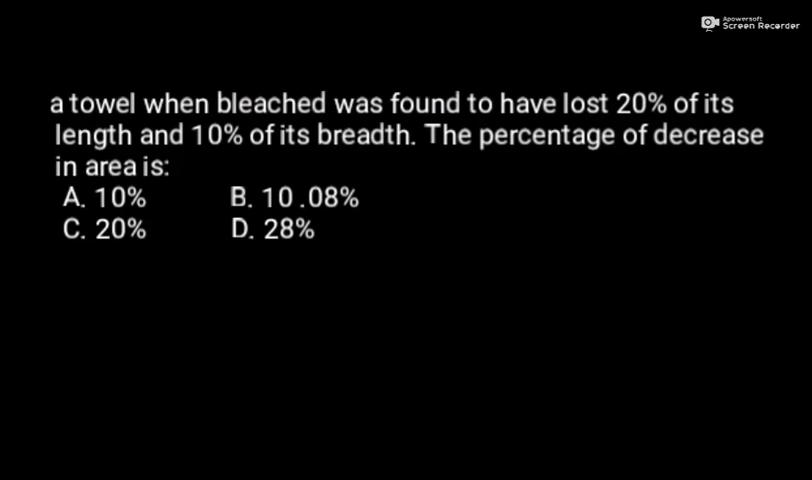 Apowersoft
Screen Recorder
a towel when bleached was found to have lost 20% of its
length and 10% of its breadth. The percentage of decrease
in area is:
A. 10% B. 10 .08%
C. 20% D. 28%